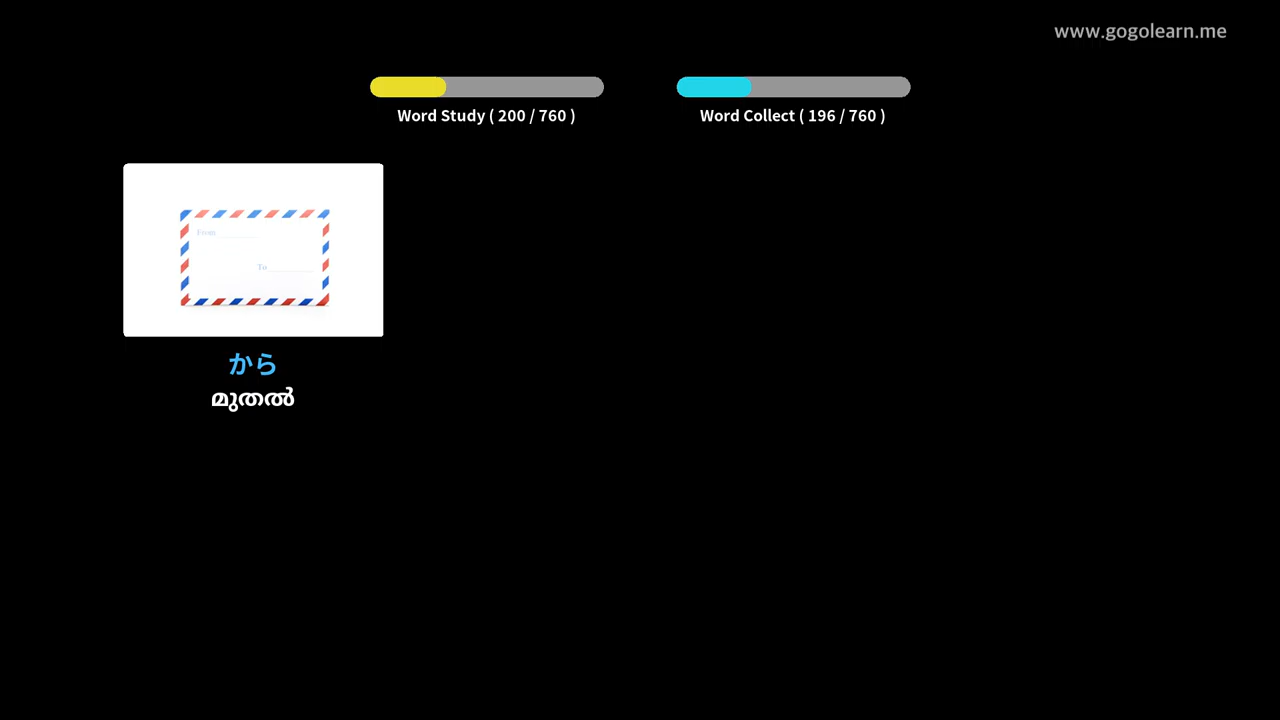 www.gogolearn.me
Word Study ( 200 / 760 )
Word Collect ( 196 / 760 )
From
To
から
മുതൽ